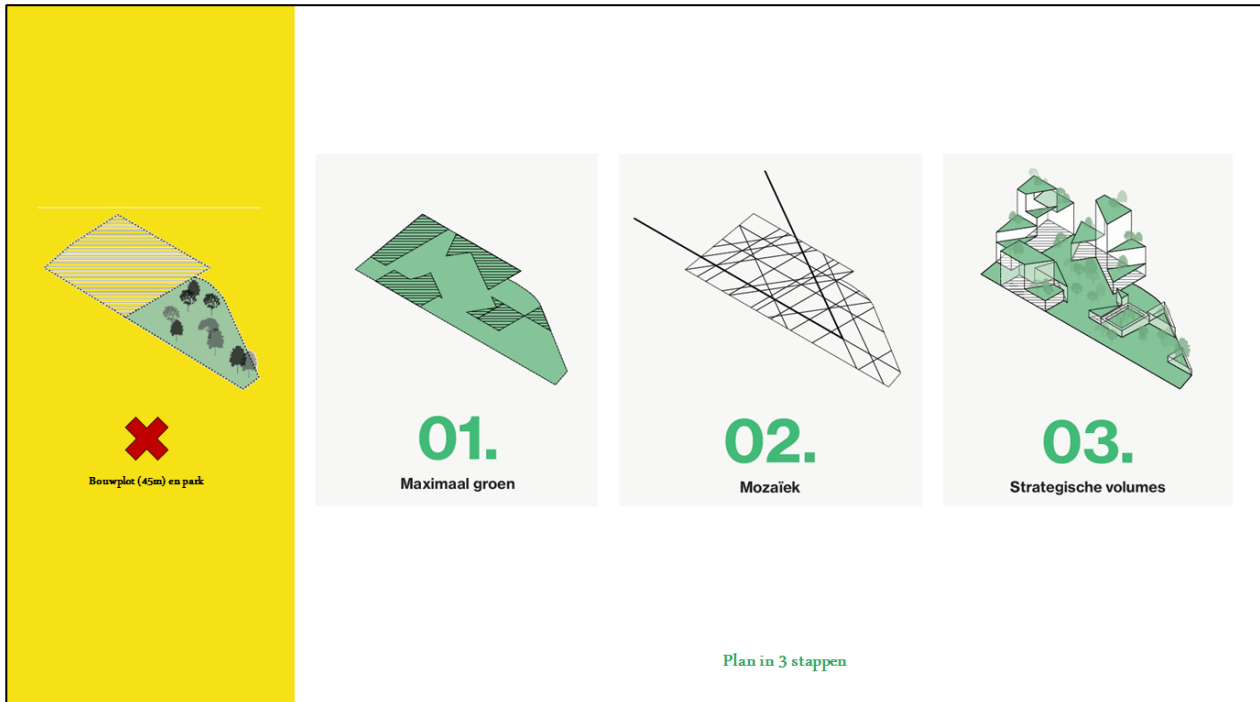 Bouwplot (45m) en park
01.
Maximaal groen
02.
Mozaïek
03.
Strategische volumes
Plan in 3 stappen